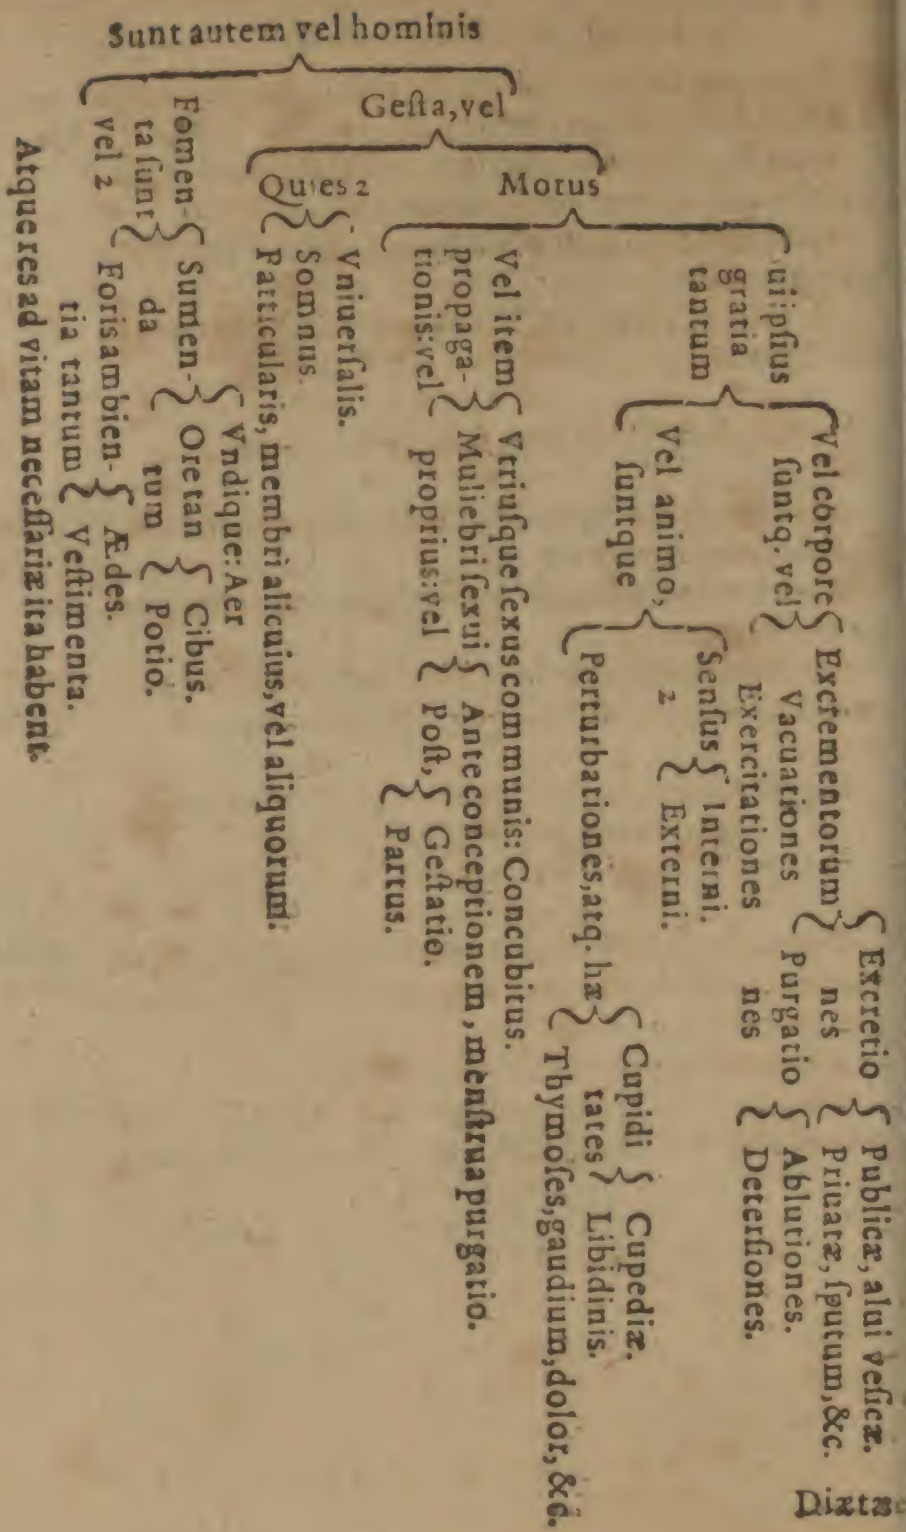 Sunt autem vel hominis
Geſta, vel
Motus
uiipſius
gratia
tantum
Vel corpore
ſuntq. vel
Excrementorum
Vacuationes
Exercitationes
Excretio
nes
Purgatio
nes
Publicæ, alui veſicæ.
Priuatæ, ſputum, &c.
Ablutiones.
Deterſiones.
Vel animo,
ſuntque
Senſus
2
Interni.
Externi.
Perturbationes, atq. hæ
Cupidi
tates
Cupediæ.
Libidinis.
Thymoſes, gaudium, dolor, &c.
Vel item
propaga-
tionis: vel
Vtriuſque ſexus communis: Concubitus.
Muliebri ſexui
proprius: vel
Ante conceptionem, menſtrua purgatio.
Poſt,
Geſtatio.
Partus.
Quies 2
Vniuerſalis.
Somnus.
Particularis, membri alicuius, vel aliquorum.
Fomen-
ta ſunt
vel 2
Sumen-
da
Vndique: Aer
Ore tan
tum
Cibus.
Potio.
Foris ambien-
tia tantum
Ædes.
Veſtimenta.
Atque res ad vitam neceſſariæ ita habent.
Diætæ